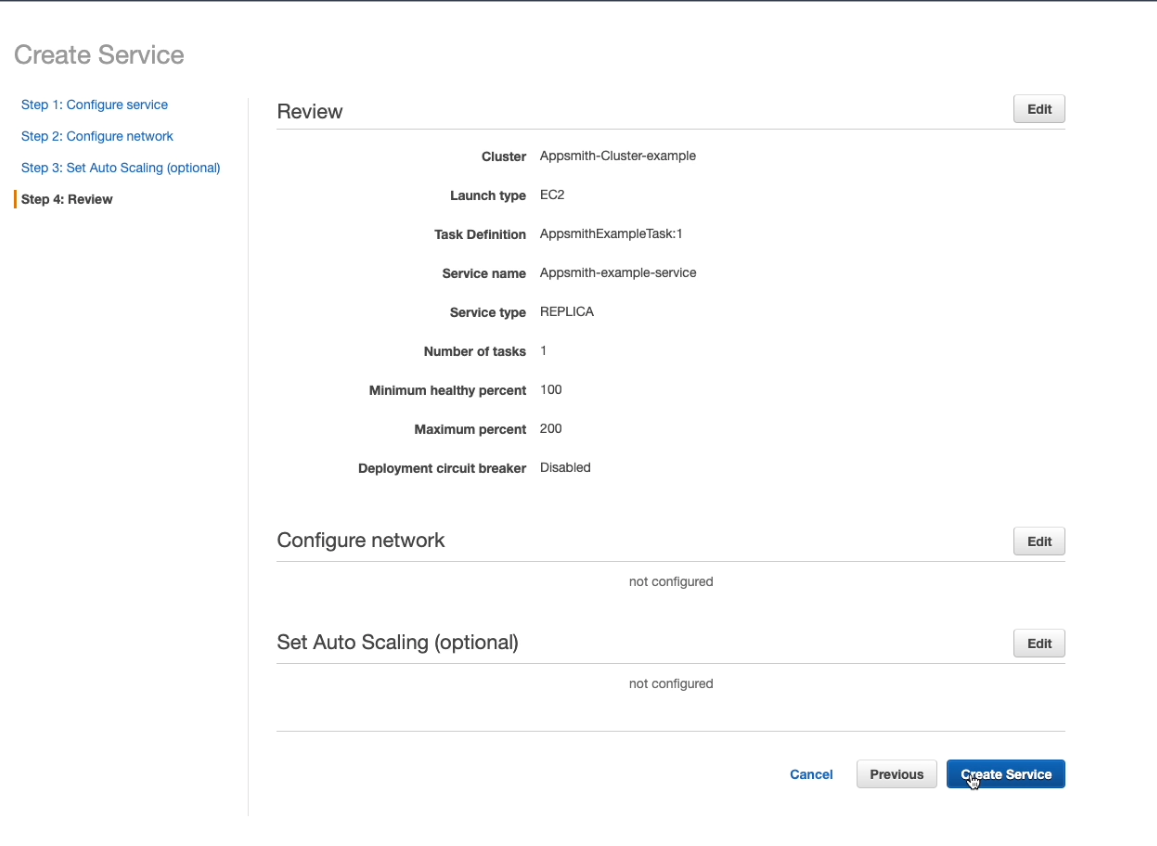 Create Service
Step 1: Configure service
Step 2: Configure network
Step 3: Set Auto Scaling (optional)
Step 4: Review
Review
Edit
Cluster Appsmith-Cluster-example
Launch type EC2
Task Definition AppsmithExampleTask:1
Service name Appsmith-example-service
Service type REPLICA
Number of tasks 1
Minimum healthy percent 100
Maximum percent 200
Deployment circuit breaker Disabled
Configure network
Edit
not configured
Set Auto Scaling (optional)
Edit
not configured
Cancel Previous Create Service